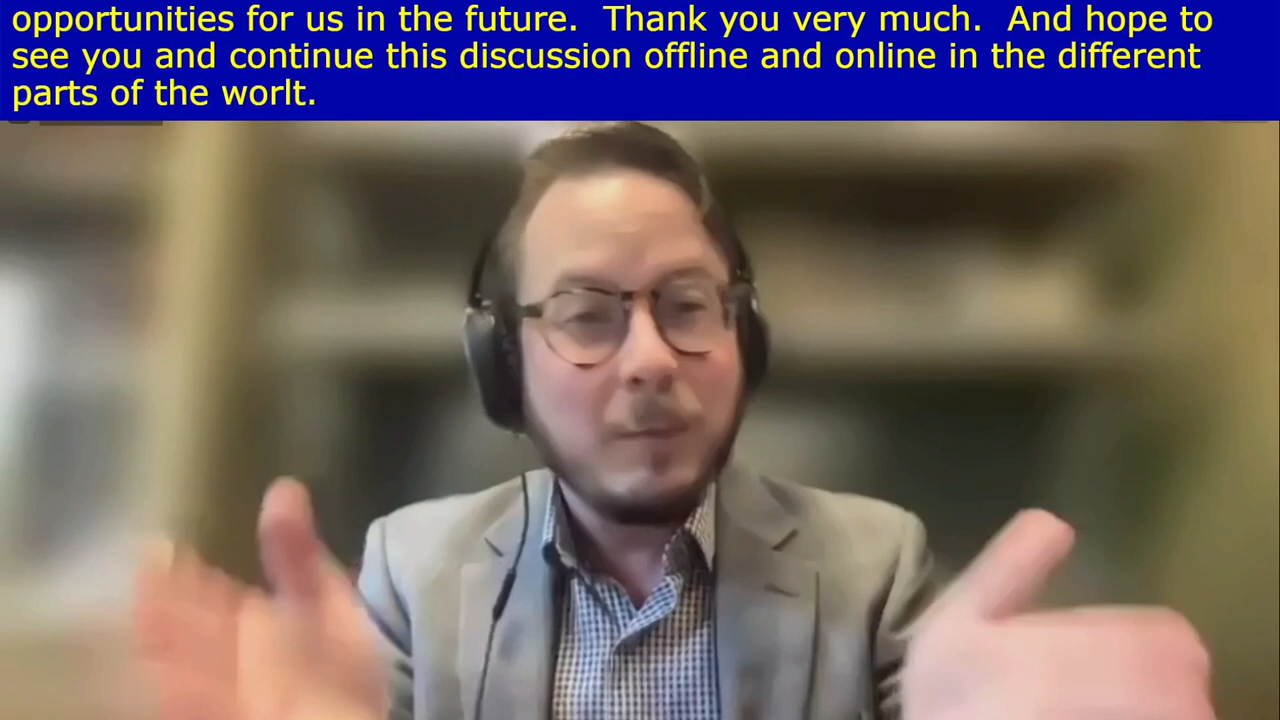 opportunities for us in the future.  Thank you very much.  And hope to
see you and continue this discussion offline and online in the different
parts of the worlt.